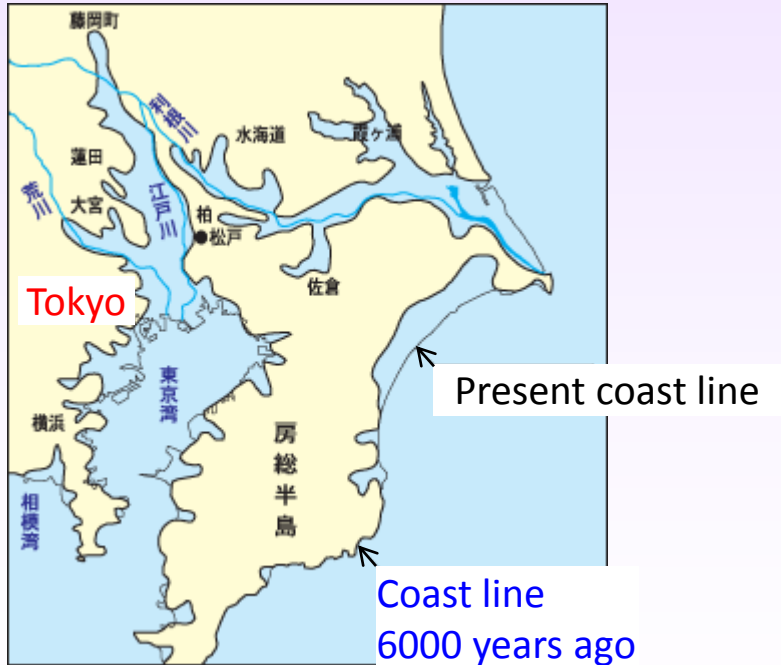 藤岡町
利根川
水海道
霞ヶ浦
蓮田
荒川
大宮
江戸川
柏
松戸
佐倉
Tokyo
Present coast line
東京湾
横浜
房総半島
相模湾
Coast line
6000 years ago